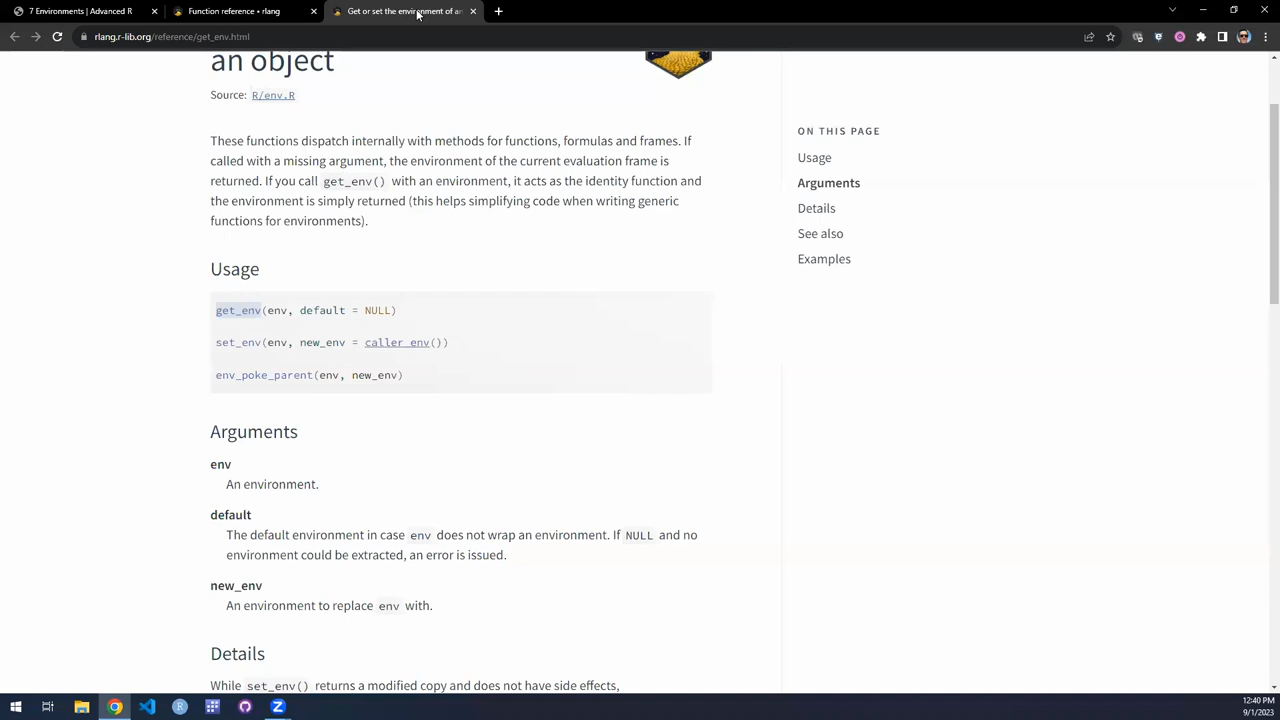 7 Environments | Advanced R
Function reference • rlang
Get or set the environment of an
rlang.r-lib.org/reference/get_env.html
an object
Source: R/env.R
These functions dispatch internally with methods for functions, formulas and frames. If
called with a missing argument, the environment of the current evaluation frame is
returned. If you call get_env() with an environment, it acts as the identity function and
the environment is simply returned (this helps simplifying code when writing generic
functions for environments).
Usage
get_env(env, default = NULL)
set_env(env, new_env = caller_env())
env_poke_parent(env, new_env)
Arguments
env
An environment.
default
The default environment in case env does not wrap an environment. If NULL and no
environment could be extracted, an error is issued.
new_env
An environment to replace env with.
Details
While set_env() returns a modified copy and does not have side effects,
ON THIS PAGE
Usage
Arguments
Details
See also
Examples
12:40 PM
9/1/2023